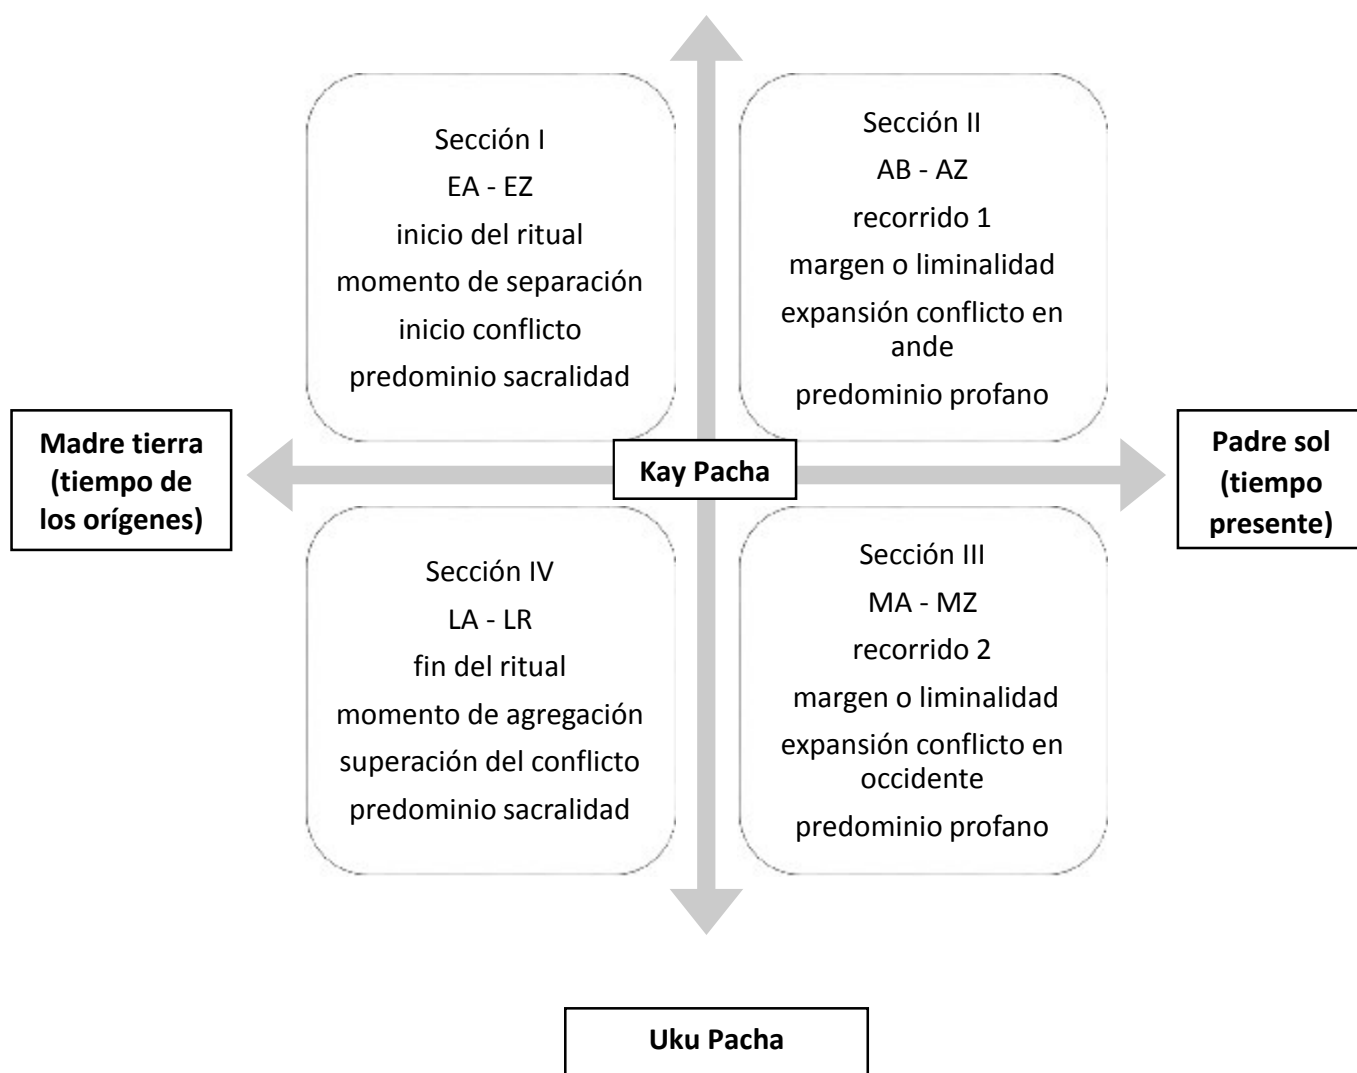 Sección I
EA - EZ
inicio del ritual
momento de separación
inicio conflicto
predominio sacralidad
Sección II
AB - AZ
recorrido 1
margen o liminalidad
expansión conflicto en
ande
predominio profano
Madre tierra
(tiempo de
los orígenes)
Kay Pacha
Padre sol
(tiempo
presente)
Sección IV
LA - LR
fin del ritual
momento de agregación
superación del conflicto
predominio sacralidad
Sección III
MA - MZ
recorrido 2
margen o liminalidad
expansión conflicto en
occidente
predominio profano
Uku Pacha